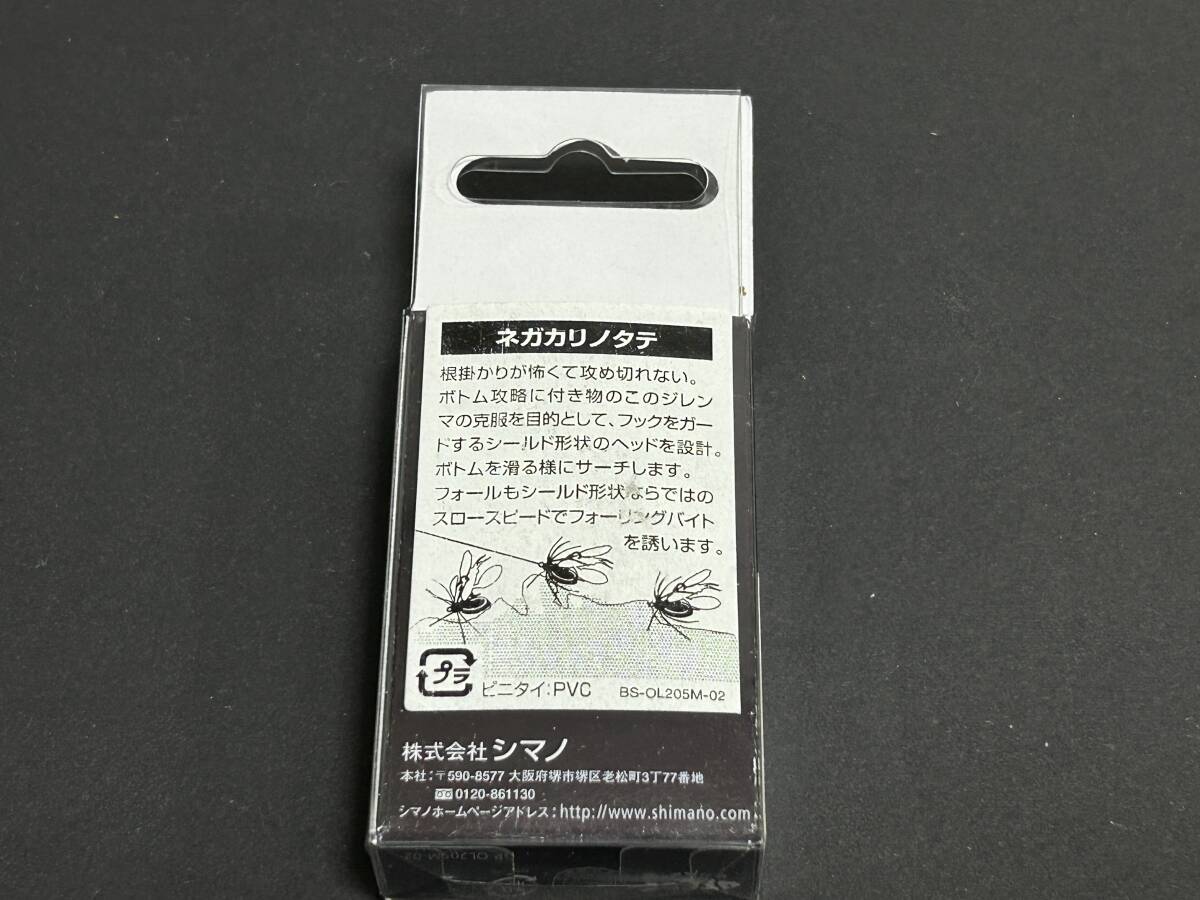 ネガカリノタテ
根掛かりが怖くて攻め切れない。
ボトム攻略に付き物のこのジレン
マの克服を目的として、フックをガー
ドするシールド形状のヘッドを設計。
ボトムを滑る様にサーチします。
フォールもシールド形状ならではの
スロースピードでフォーリングバイト
を誘います。
プラ
ビニタイ:PVC BS-OL205M-02
株式会社シマノ
本社:〒590-8577 大阪府堺市堺区老松町3丁77番地
0120-861130
シマノホームページアドレス:http://www.shimano.com